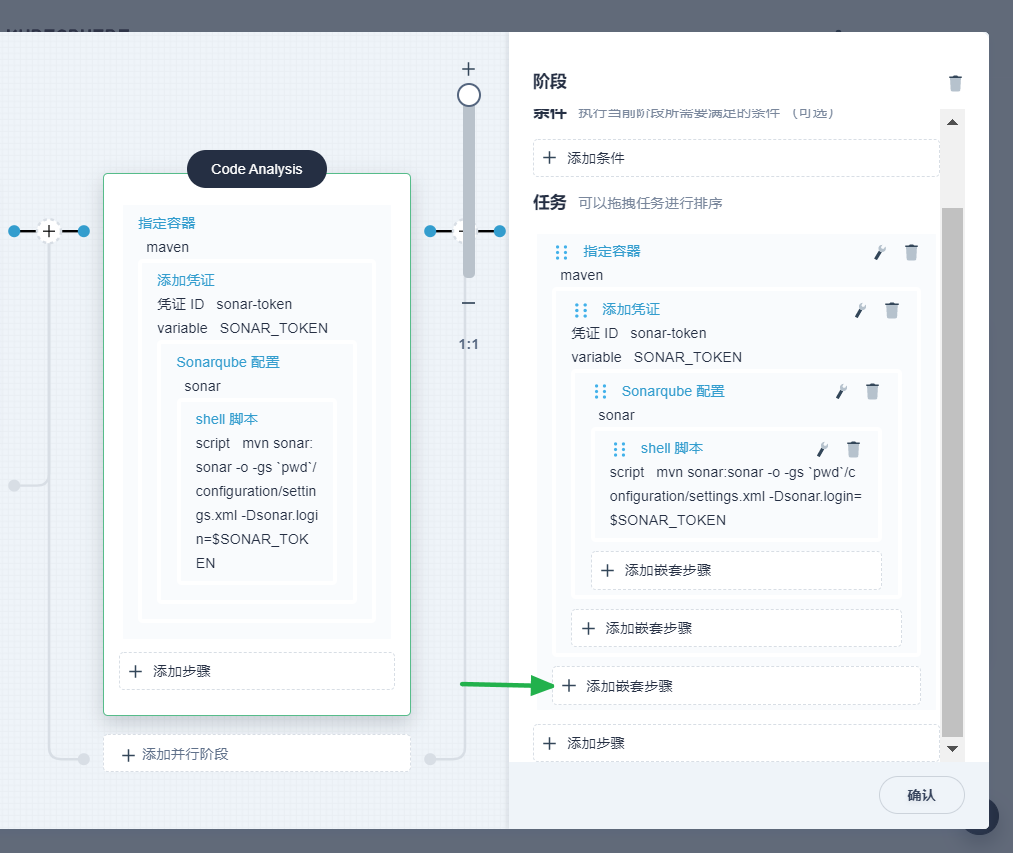 Code Analysis
指定容器
maven
添加凭证
凭证 ID sonar-token
variable SONAR_TOKEN
Sonarqube 配置
sonar
shell 脚本
script mvn sonar:
sonar -o -gs `pwd`/
configuration/settin
gs.xml -Dsonar.logi
n=$SONAR_TOK
EN
添加步骤
添加并行阶段
1:1
阶段
条件 执行当前阶段所需要满足的条件 (可选)
添加条件
任务 可以拖拽任务进行排序
指定容器
maven
添加凭证
凭证 ID sonar-token
variable SONAR_TOKEN
Sonarqube 配置
sonar
shell 脚本
script mvn sonar:sonar -o -gs `pwd`/c
onfiguration/settings.xml -Dsonar.login=
$SONAR_TOKEN
添加嵌套步骤
添加嵌套步骤
添加嵌套步骤
添加步骤
确认